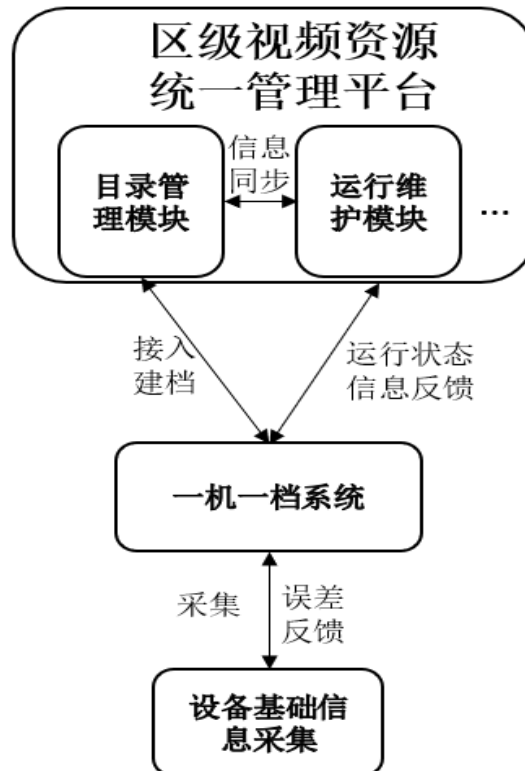 区级视频资源
统一管理平台
信息
同步
目录管
理模块
运行维
护模块
...
接入
建档
运行状态
信息反馈
一机一档系统
采集
误差
反馈
设备基础信
息采集